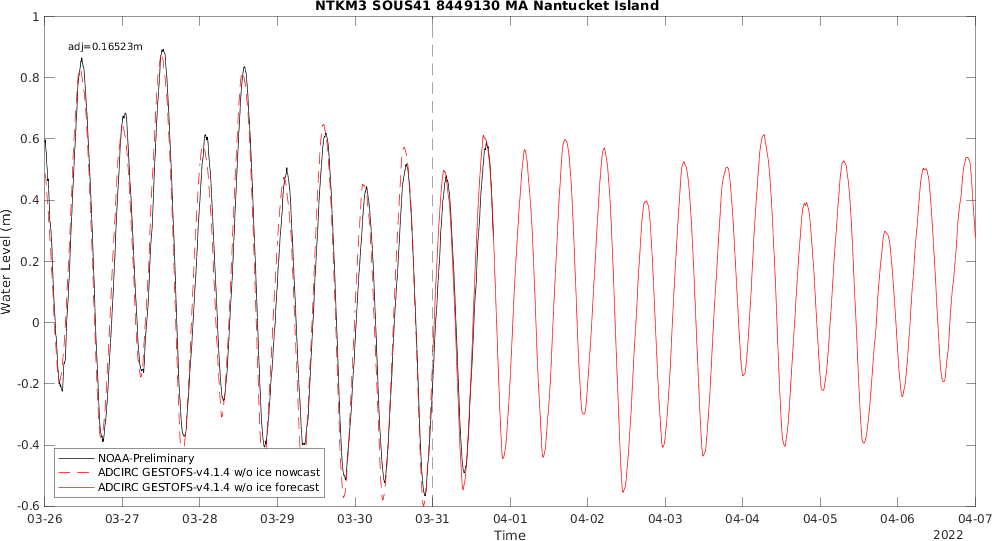 NTKM3 SOUS41 8449130 MA Nantucket Island
adj=0.16523m
1
0.8
0.6
0.4
0.2
0
-0.2
-0.4
-0.6
Water Level (m)
NOAA-Preliminary
ADCIRC GESTOFS-v4.1.4 w/o ice nowcast
ADCIRC GESTOFS-v4.1.4 w/o ice forecast
03-26 03-27 03-28 03-29 03-30 03-31 04-01 04-02 04-03 04-04 04-05 04-06 04-07
Time
2022